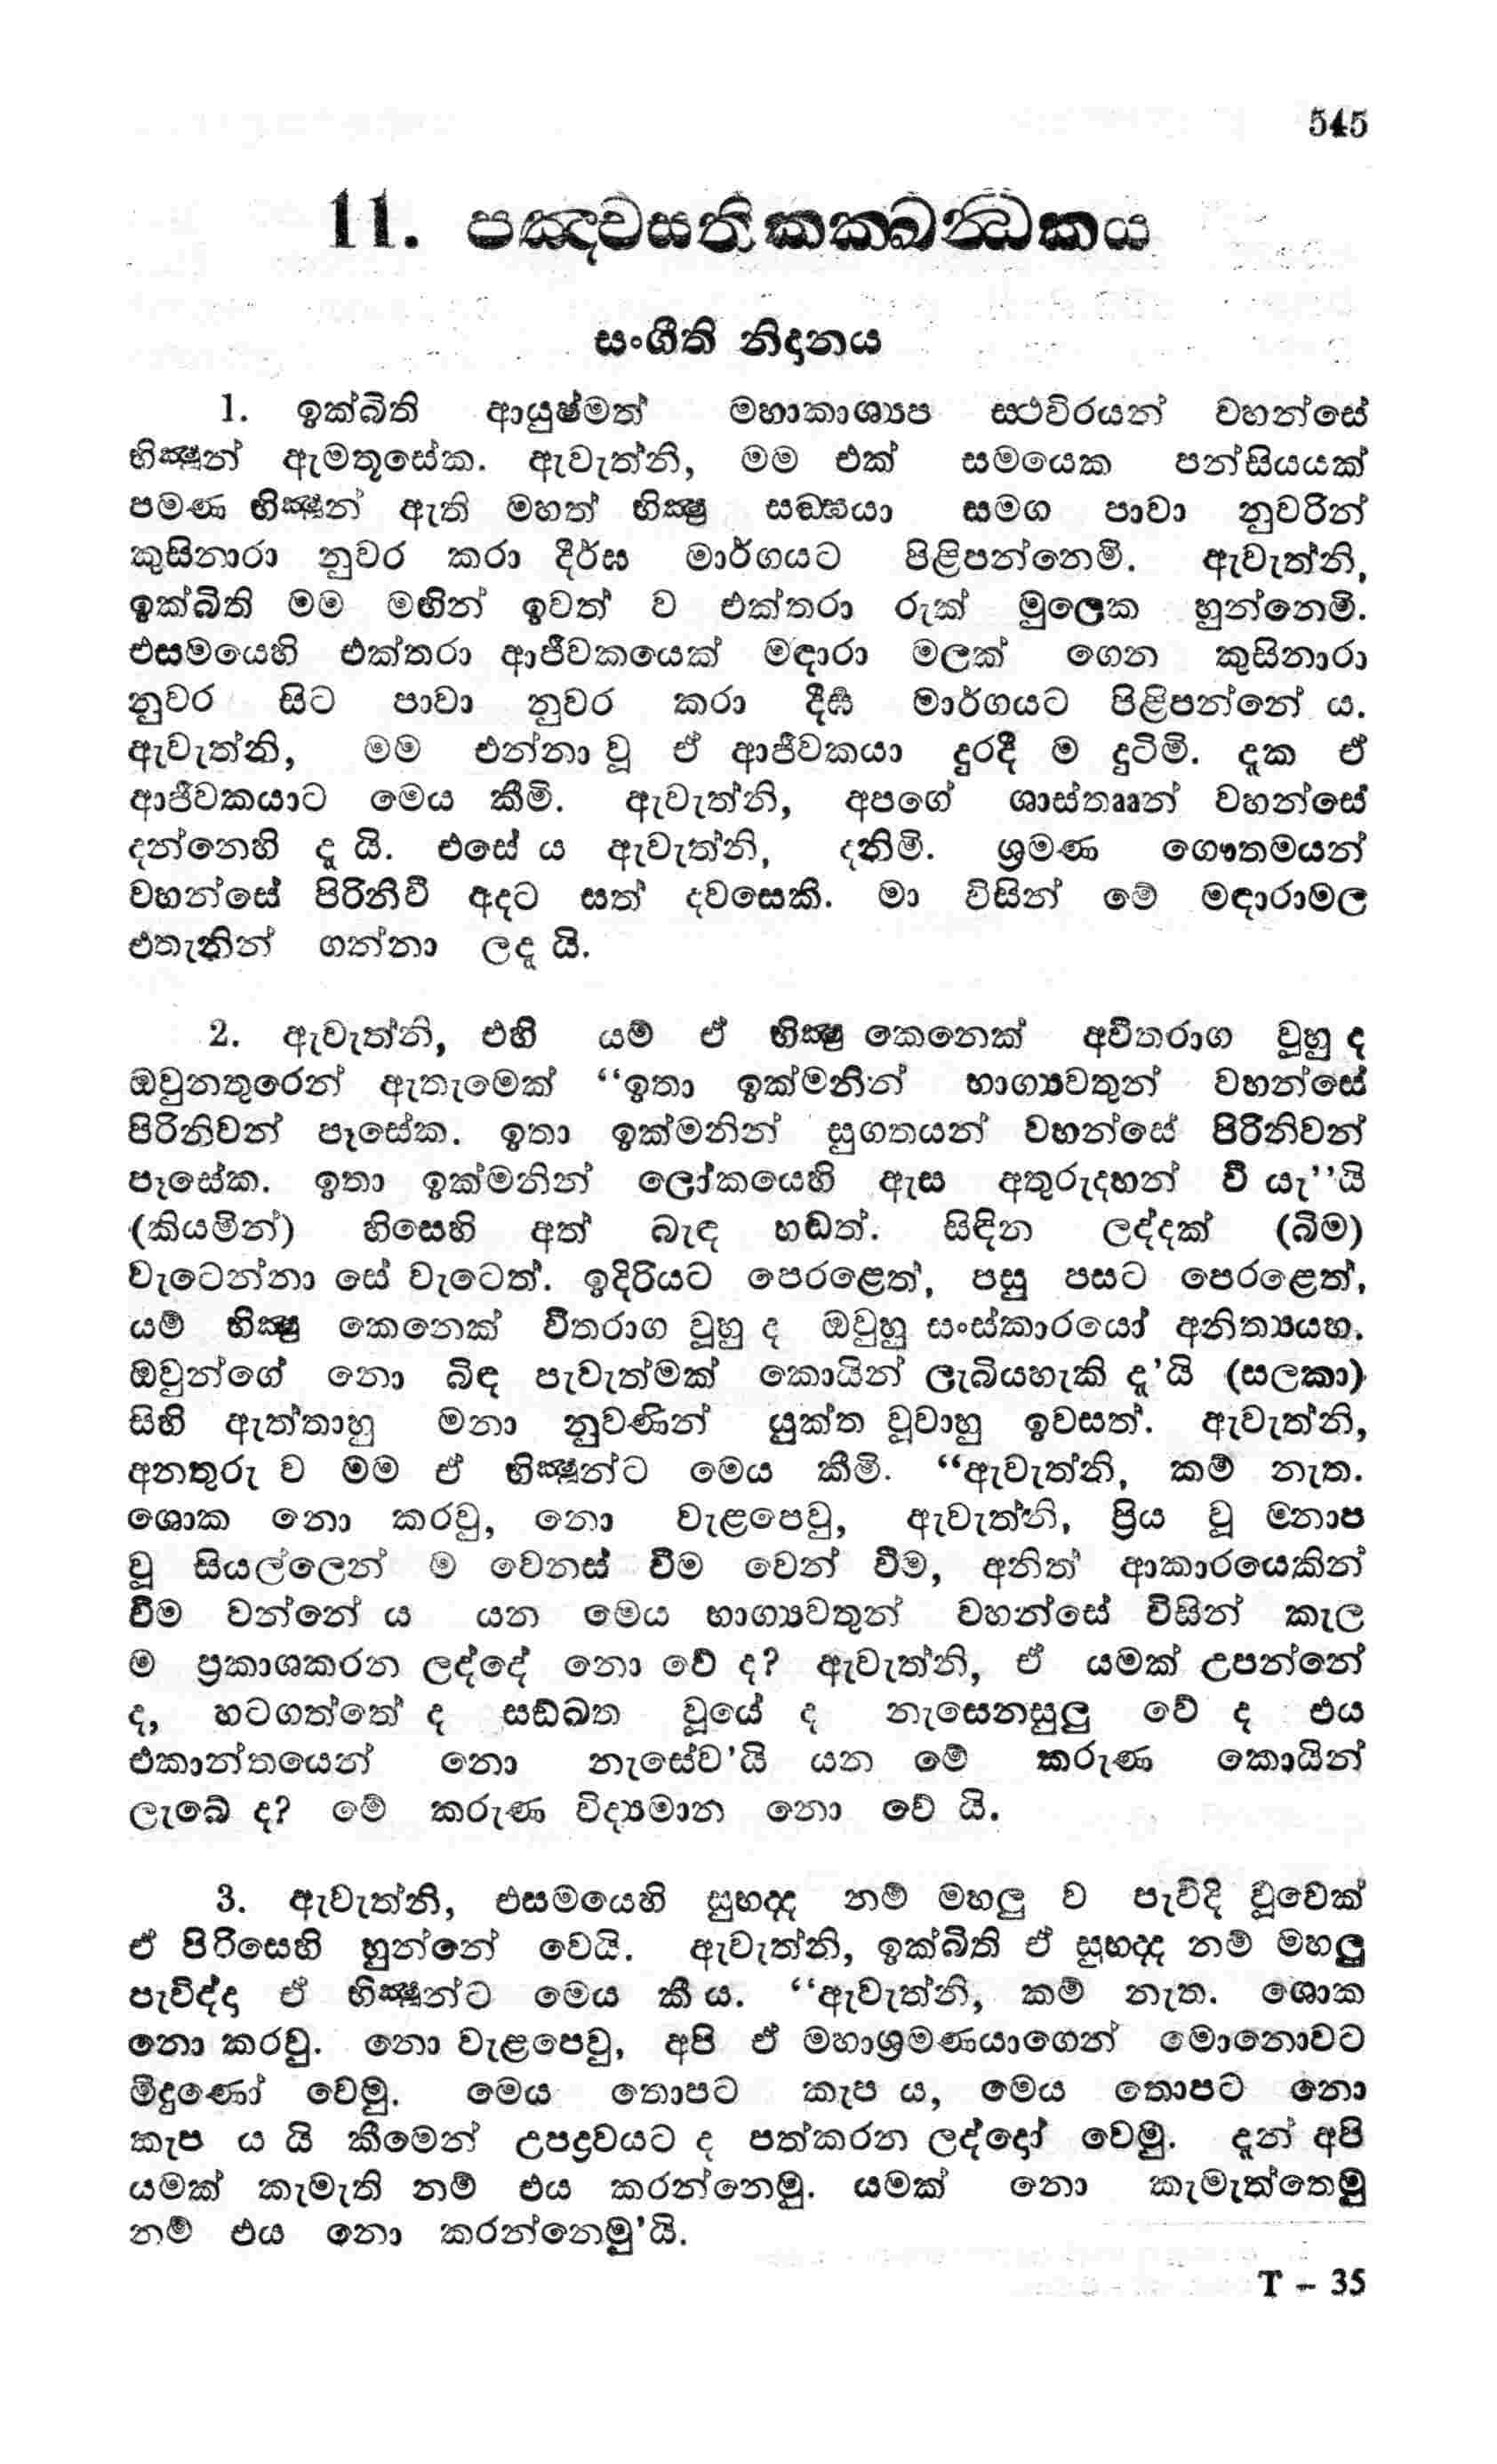 545
11. පඤ්චසතිකක්ඛන්ධකය
සංගීති නිදානය
1. ඉක්බිති ආයුෂ්මත් මහාකාශ්‍යප ස්ථවිරයන් වහන්සේ
භික්ෂූන් ඇමතූසේක. ඇවැත්නි, මම එක් සමයෙක පන්සියයක්
පමණ භික්ෂූන් ඇති මහත් භික්ෂු සඞ්ඝයා සමග පාවා නුවරින්
කුසිනාරා නුවර කරා දීර්ඝ මාර්ගයට පිළිපන්නෙමි. ඇවැත්නි,
ඉක්බිති මම මඟින් ඉවත් ව එක්තරා රුක් මුලෙක හුන්නෙමි.
එසමයෙහි එක්තරා ආජීවකයෙක් මඳාරා මලක් ගෙන කුසිනාරා
නුවර සිට පාවා නුවර කරා දීර්ඝ මාර්ගයට පිළිපන්නේ ය.
ඇවැත්නි, මම එන්නා වූ ඒ ආජීවකයා දුරදී ම දුටිමි. දැක ඒ
ආජීවකයාට මෙය කීමි. ඇවැත්නි, අපගේ ශාස්තෲන් වහන්සේ
දන්නෙහි දැ යි. එසේ ය ඇවැත්නි, දනිමි. ශ්‍රමණ ගෞතමයන්
වහන්සේ පිරිනිවී අදට සත් දවසෙකි. මා විසින් මේ මඳාරාමල
එතැනින් ගන්නා ලදැ යි.
2. ඇවැත්නි, එහි යම් ඒ භික්ෂු කෙනෙක් අවීතරාග වූහු ද
ඔවුනතුරෙන් ඇතැමෙක් “ඉතා ඉක්මනින් භාග්‍යවතුන් වහන්සේ
පිරිනිවන් පෑසේක. ඉතා ඉක්මනින් සුගතයන් වහන්සේ පිරිනිවන්
පෑසේක. ඉතා ඉක්මනින් ලෝකයෙහි ඇස අතුරුදහන් වී යැ”යි
(කියමින්) හිසෙහි අත් බැඳ හඬත්. සිඳින ලද්දක් (බිම)
වැටෙන්නා සේ වැටෙත්. ඉදිරියට පෙරළෙත්, පසු පසට පෙරළෙත්,
යම් භික්ෂු කෙනෙක් වීතරාග වූහු ද ඔවුහු සංස්කාරයෝ අනිත්‍යයහ.
ඔවුන්ගේ නො බිඳ පැවැත්මක් කොයින් ලැබියහැකි දැ’යි (සලකා)
සිහි ඇත්තාහු මනා නුවණින් යුක්ත වූවාහු ඉවසත්. ඇවැත්නි,
අනතුරු ව මම ඒ භික්ෂූන්ට මෙය කීමි. “ඇවැත්නි, කම් නැත.
ශොක නො කරවු, නො වැළපෙවු, ඇවැත්නි, ප්‍රිය වූ මනාප
වූ සියල්ලෙන් ම වෙනස් වීම වෙන් වීම, අනිත් ආකාරයෙකින්
වීම වන්නේ ය යන මෙය භාග්‍යවතුන් වහන්සේ විසින් කැල
ම ප්‍රකාශකරන ලද්දේ නො වේ ද? ඇවැත්නි, ඒ යමක් උපන්නේ
ද, හටගත්තේ ද සඞ්ඛත වූයේ ද නැසෙනසුලු වේ ද එය
එකාන්තයෙන් නො නැසේව’යි යන මේ කරුණ කොයින්
ලැබේ ද? මේ කරුණ විද්‍යමාන නො වේ යි.
3. ඇවැත්නි, එසමයෙහි සුභද්ද නම් මහලු ව පැවිදි වූවෙක්
ඒ පිරිසෙහි හුන්නේ වෙයි. ඇවැත්නි, ඉක්බිති ඒ සුභද්ද නම් මහලු
පැවිද්දා ඒ භික්ෂූන්ට මෙය කී ය. “ඇවැත්නි, කම් නැත. ශොක
නො කරවු. නො වැළපෙවු, අපි ඒ මහාශ්‍රමණයාගෙන් මොනොවට
මිදුණෝ වෙමු. මෙය තොපට කැප ය, මෙය තොපට නො
කැප ය යි කීමෙන් උපද්‍රවයට ද පත්කරන ලද්දෝ වෙමු. දැන් අපි
යමක් කැමැති නම් එය කරන්නෙමු. යමක් නො කැමැත්තෙමු
නම් එය නො කරන්නෙමු’යි.
T – 35